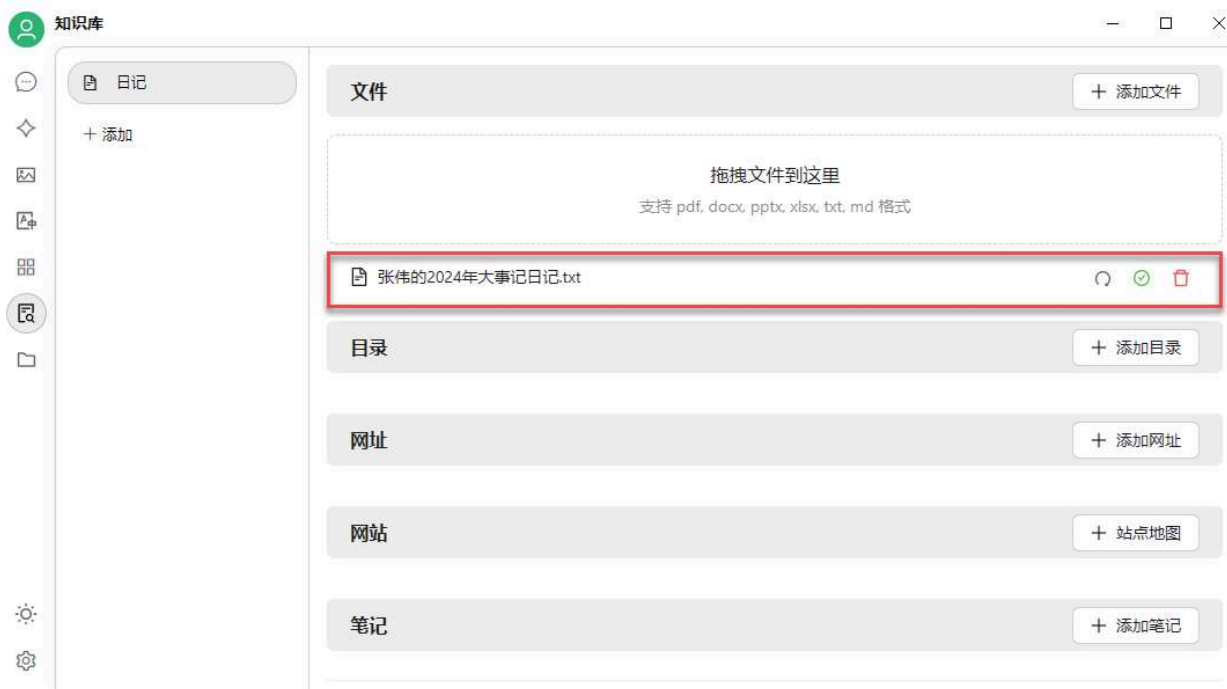 知识库
日记
+ 添加
文件
+ 添加文件
拖拽文件到这里
支持 pdf, docx, pptx, xlsx, txt, md 格式
张伟的2024年大事记日记.txt
目录
+ 添加目录
网址
+ 添加网址
网站
+ 站点地图
笔记
+ 添加笔记